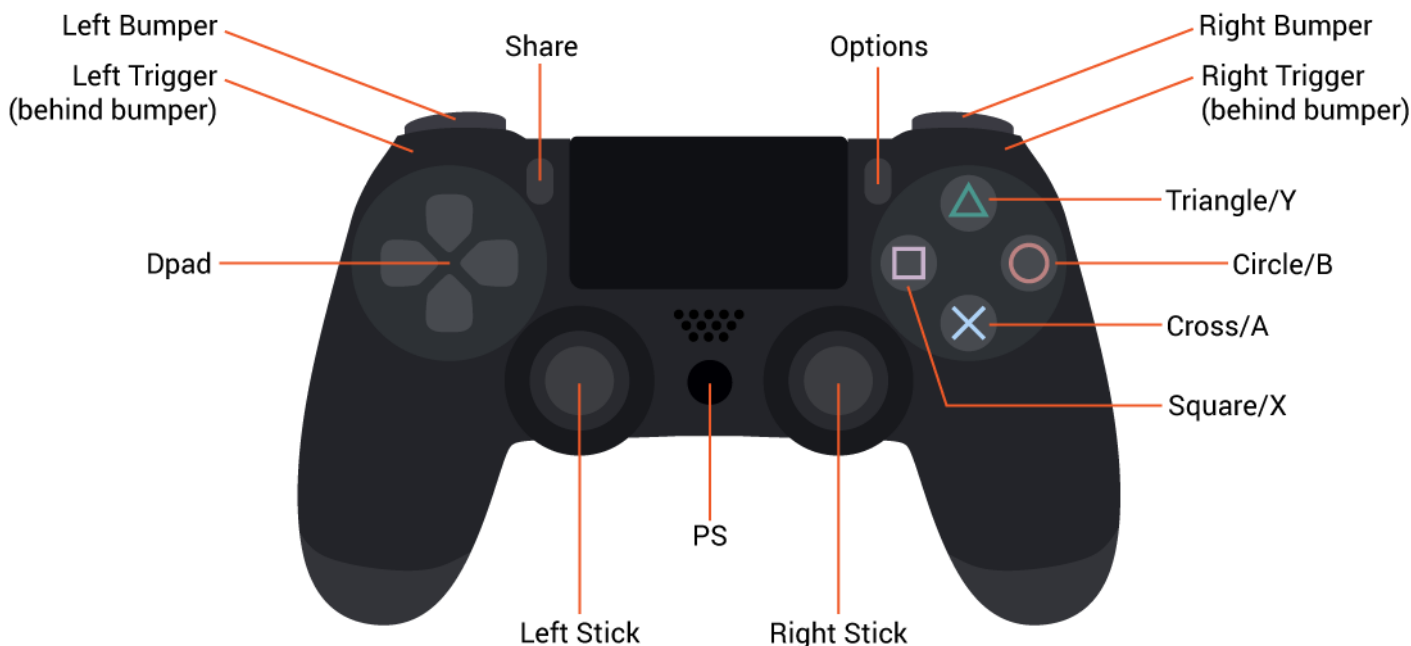 Left Bumper
Left Trigger
(behind bumper)
Share
Options
Right Bumper
Right Trigger
(behind bumper)
Dpad
Triangle/Y
Circle/B
Cross/A
Square/X
PS
Left Stick
Right Stick